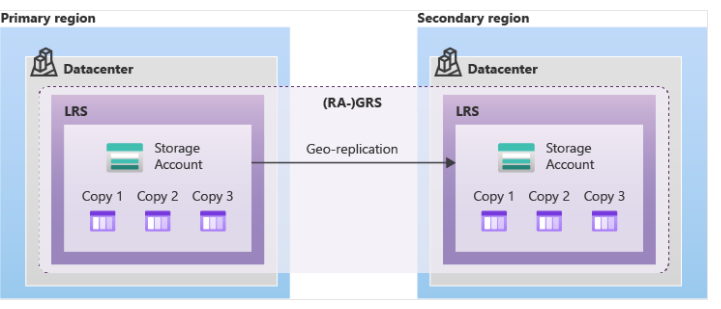 Primary region
Secondary region
Datacenter
Datacenter
(RA-)GRS
LRS
LRS
Storage
Account
Geo-replication
Storage
Account
Copy 1 Copy 2 Copy 3
Copy 1 Copy 2 Copy 3